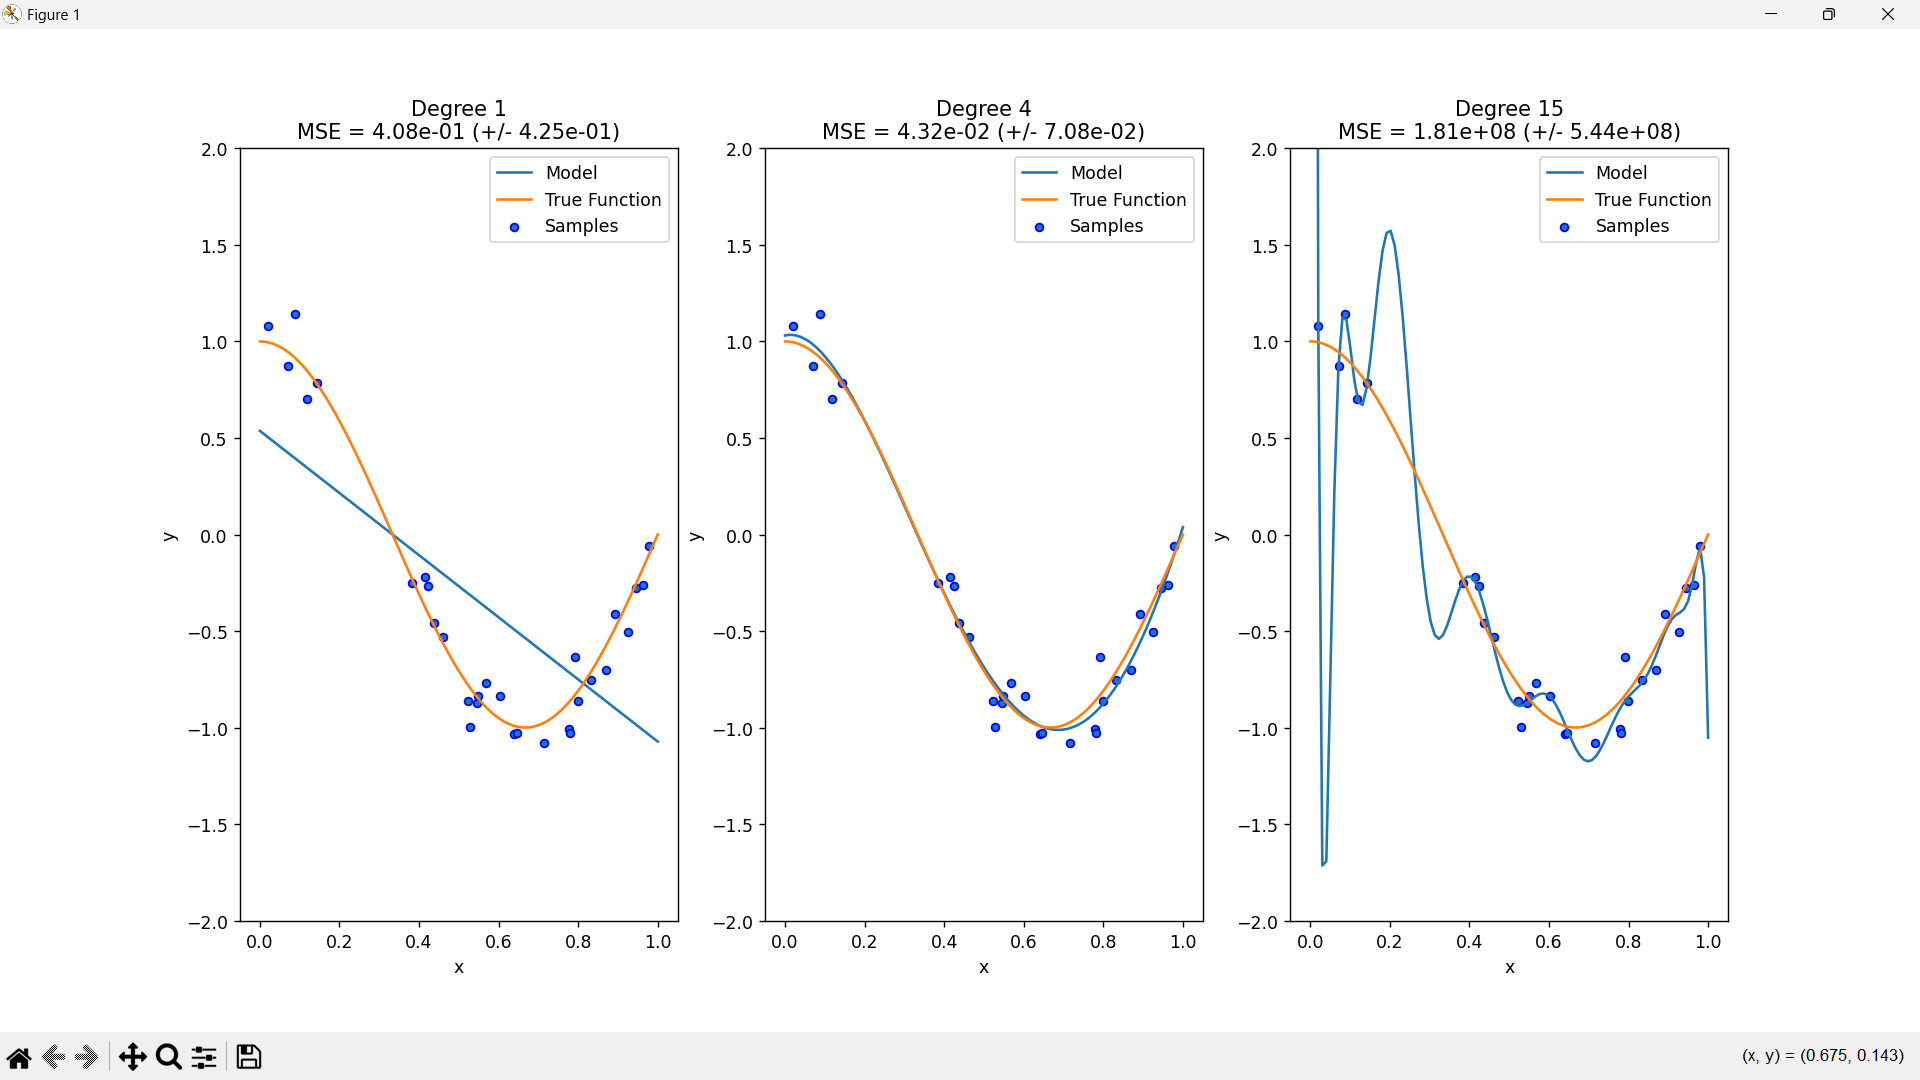 Figure 1
Degree 1
MSE = 4.08e-01 (+/- 4.25e-01)
2.0
1.5
1.0
0.5
0.0
−0.5
−1.0
−1.5
−2.0
y
Model
True Function
Samples
0.0 0.2 0.4 0.6 0.8 1.0
x
Degree 4
MSE = 4.32e-02 (+/- 7.08e-02)
2.0
1.5
1.0
0.5
0.0
−0.5
−1.0
−1.5
−2.0
y
Model
True Function
Samples
0.0 0.2 0.4 0.6 0.8 1.0
x
Degree 15
MSE = 1.81e+08 (+/- 5.44e+08)
2.0
1.5
1.0
0.5
0.0
−0.5
−1.0
−1.5
−2.0
y
Model
True Function
Samples
0.0 0.2 0.4 0.6 0.8 1.0
x
(x, y) = (0.675, 0.143)